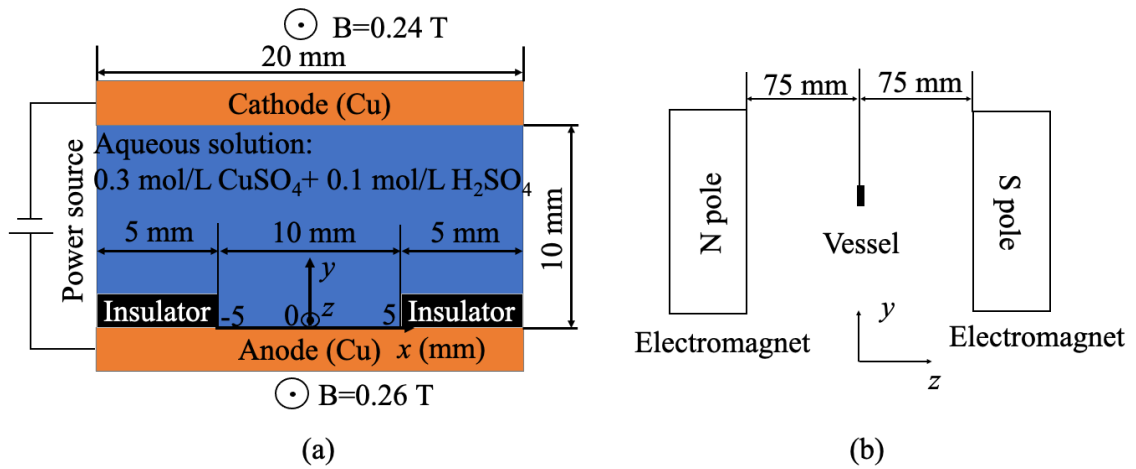 ⊙ B=0.24 T
20 mm
Cathode (Cu)
Power source
Aqueous solution:
0.3 mol/L CuSO₄+ 0.1 mol/L H₂SO₄
5 mm
10 mm
5 mm
10 mm
y
Insulator
-5
0
z
5
Insulator
Anode (Cu)
x (mm)
⊙ B=0.26 T
(a)
75 mm
75 mm
N pole
S pole
Vessel
Electromagnet
y
Electromagnet
z
(b)